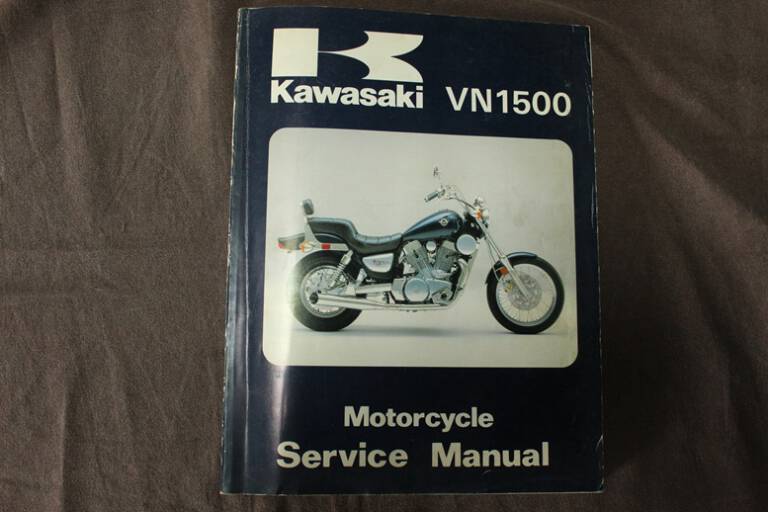 Kawasaki VN1500
Motorcycle
Service Manual